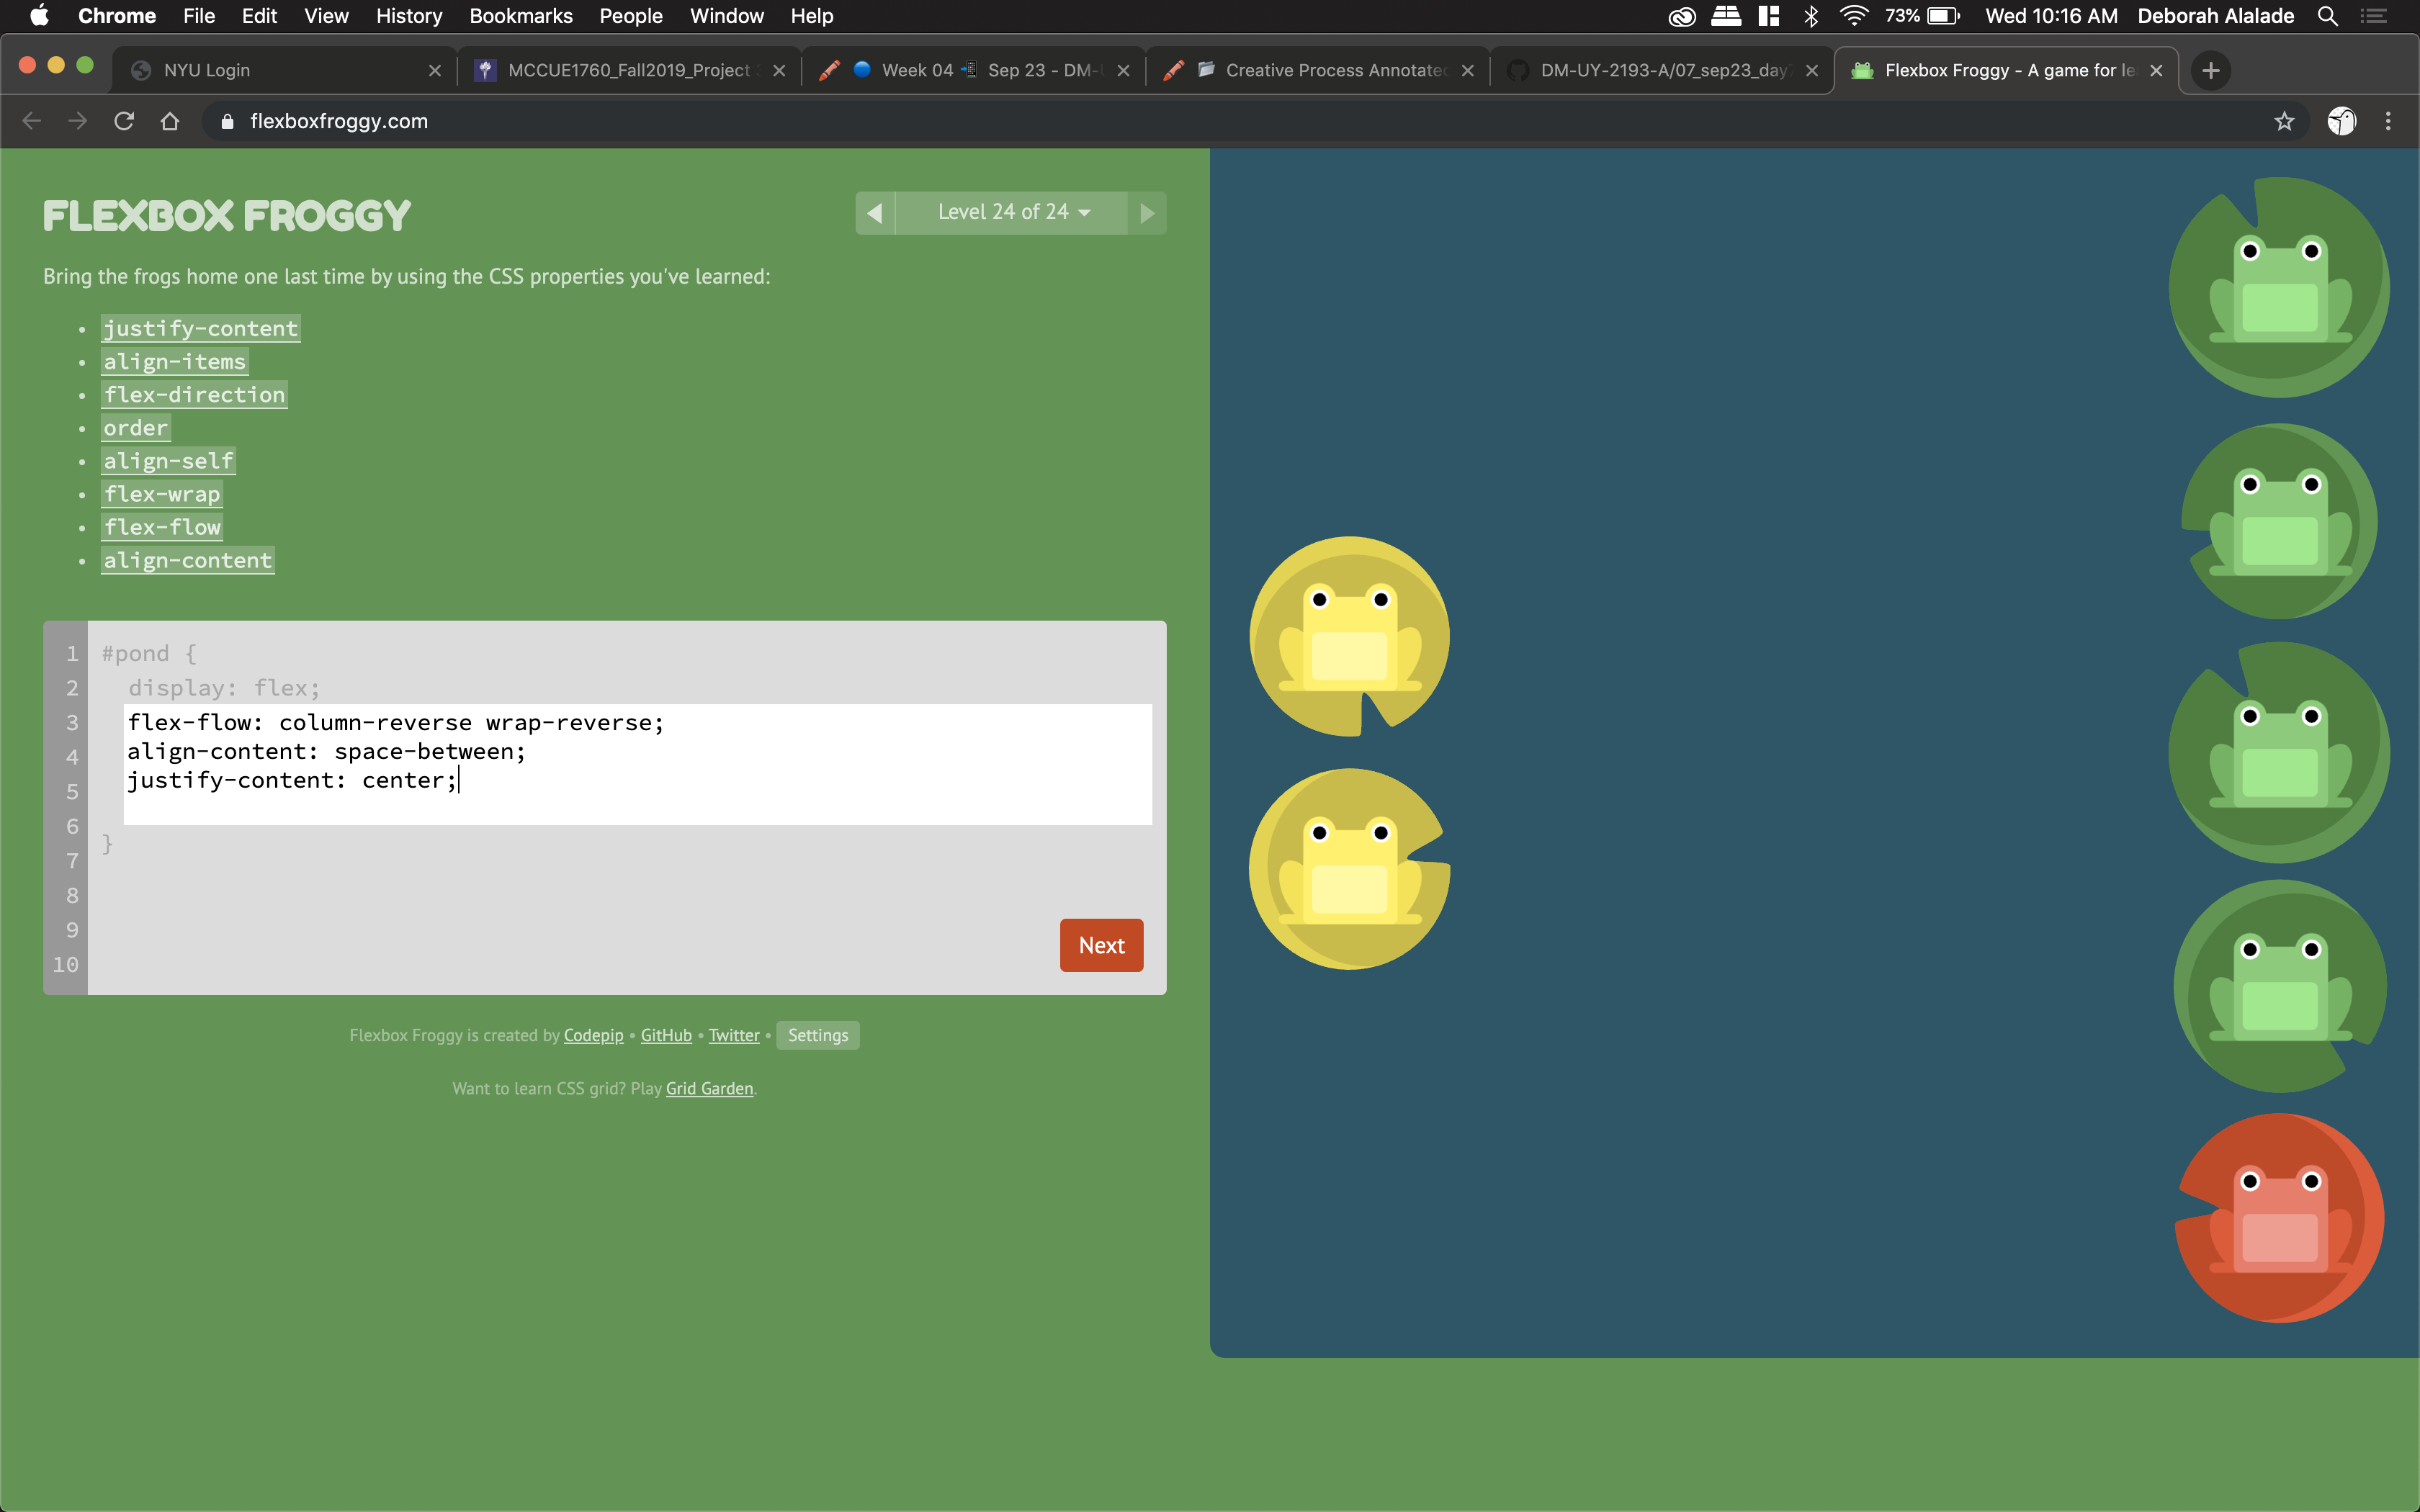 Chrome File Edit View History Bookmarks People Window Help 73% Wed 10:16 AM Deborah Alalade
NYU Login MCCUE1760_Fall2019_Project Week 04 Sep 23 - DM- Creative Process Annotated DM-UY-2193-A/07_sep23_day Flexbox Froggy - A game for le
flexboxfroggy.com
FLEXBOX FROGGY
Level 24 of 24
Bring the frogs home one last time by using the CSS properties you've learned:
justify-content
align-items
flex-direction
order
align-self
flex-wrap
flex-flow
align-content
1 #pond {
2 display: flex;
3 flex-flow: column-reverse wrap-reverse;
4 align-content: space-between;
5 justify-content: center;
6 }
7
8
9
10
Next
Flexbox Froggy is created by Codepip • GitHub • Twitter • Settings
Want to learn CSS grid? Play Grid Garden.